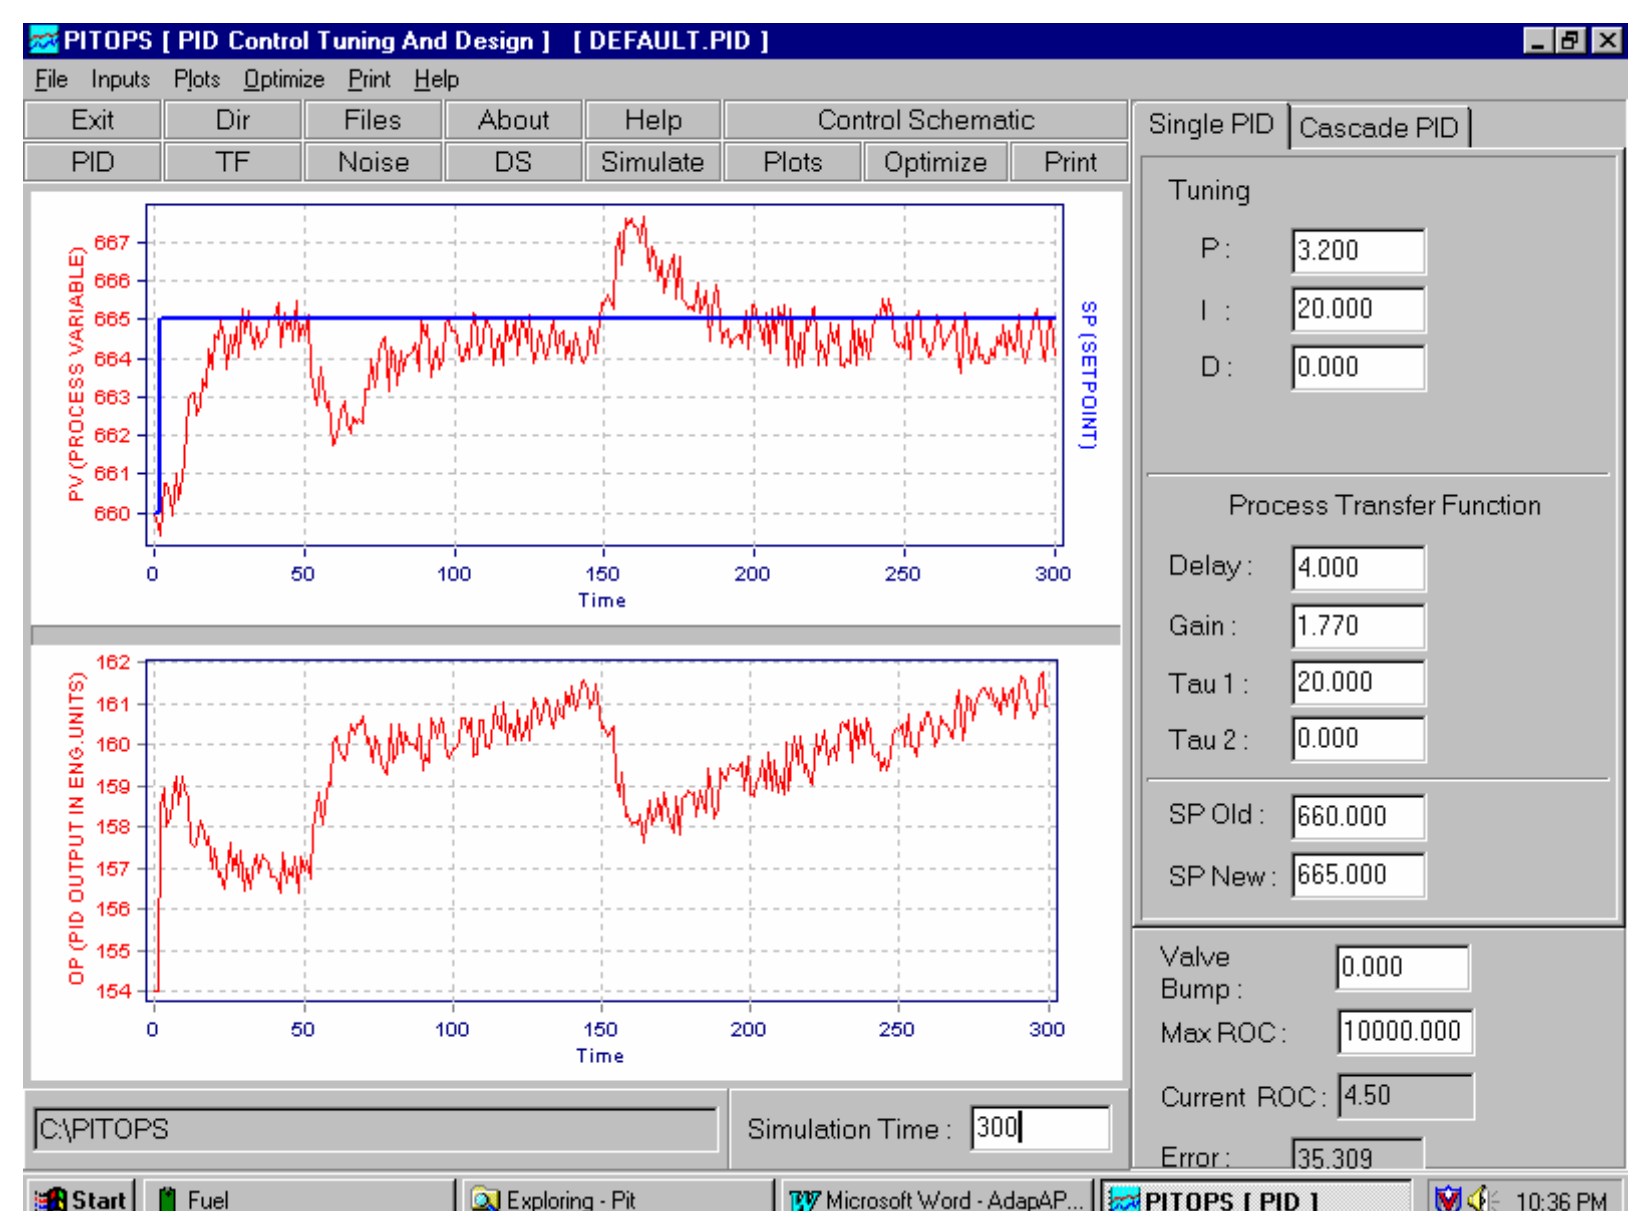 PITOPS [ PID Control Tuning And Design ] [ DEFAULT.PID ]
File Inputs Plots Optimize Print Help
Exit Dir Files About Help Control Schematic
PID TF Noise DS Simulate Plots Optimize Print
Single PID Cascade PID
PV (PROCESS VARIABLE)
667
666
665
664
663
662
661
660
SP (SETPOINT)
0 50 100 150 200 250 300
Time
OP (PID OUTPUT IN ENG.UNITS)
162
161
160
159
158
157
156
155
154
0 50 100 150 200 250 300
Time
Tuning
P : 3.200
I : 20.000
D : 0.000
Process Transfer Function
Delay : 4.000
Gain : 1.770
Tau 1 : 20.000
Tau 2 : 0.000
SP Old : 660.000
SP New : 665.000
Valve
Bump : 0.000
Max ROC : 10000.000
Current ROC : 4.50
Error : 35.309
C:\PITOPS
Simulation Time : 300
Start Fuel Exploring - Pit Microsoft Word - AdapAP... PITOPS [ PID ] 10:36 PM